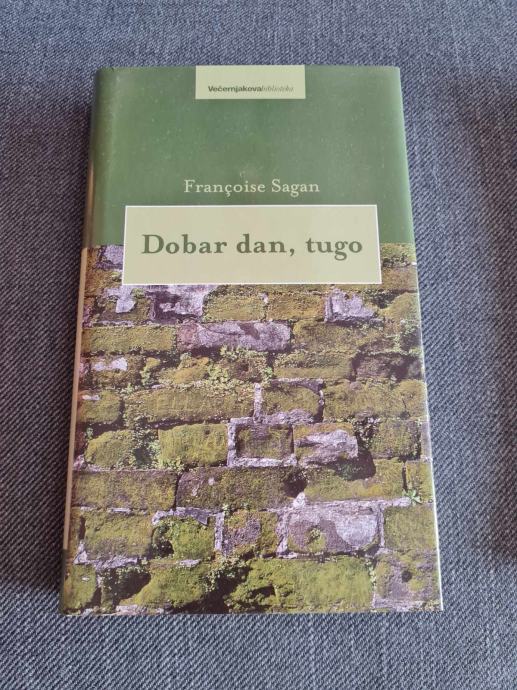 Večernjakovabiblioteka
Françoise Sagan
Dobar dan, tugo